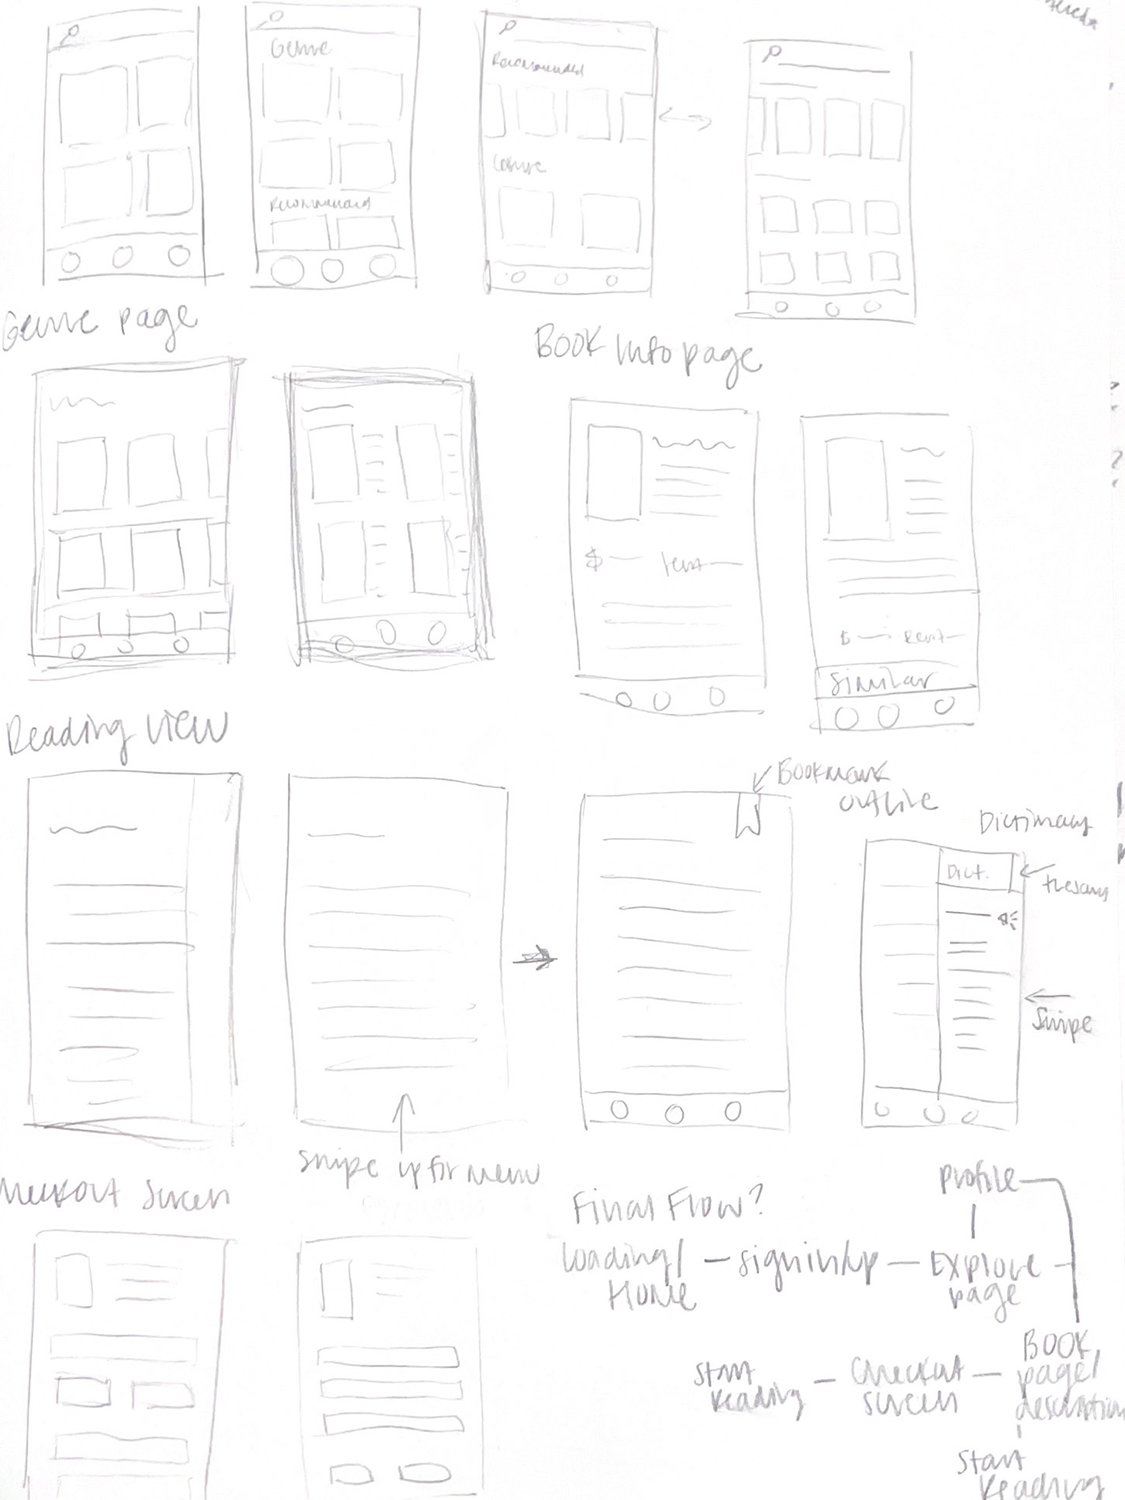 Genre
Recommended
Recommended
Genre
Genre page
Book Info page
$
Rent
$
Rent
Similar
Reading View
Bookmark
outline
Dictionary
Dict.
Swipe
swipe up for menu
Checkout Screen
Final Flow?
Profile
Loading/ — signin/up — Explore
Home
page
Book
page/
description
Start — Checkout —
Reading
screen
Start
Reading